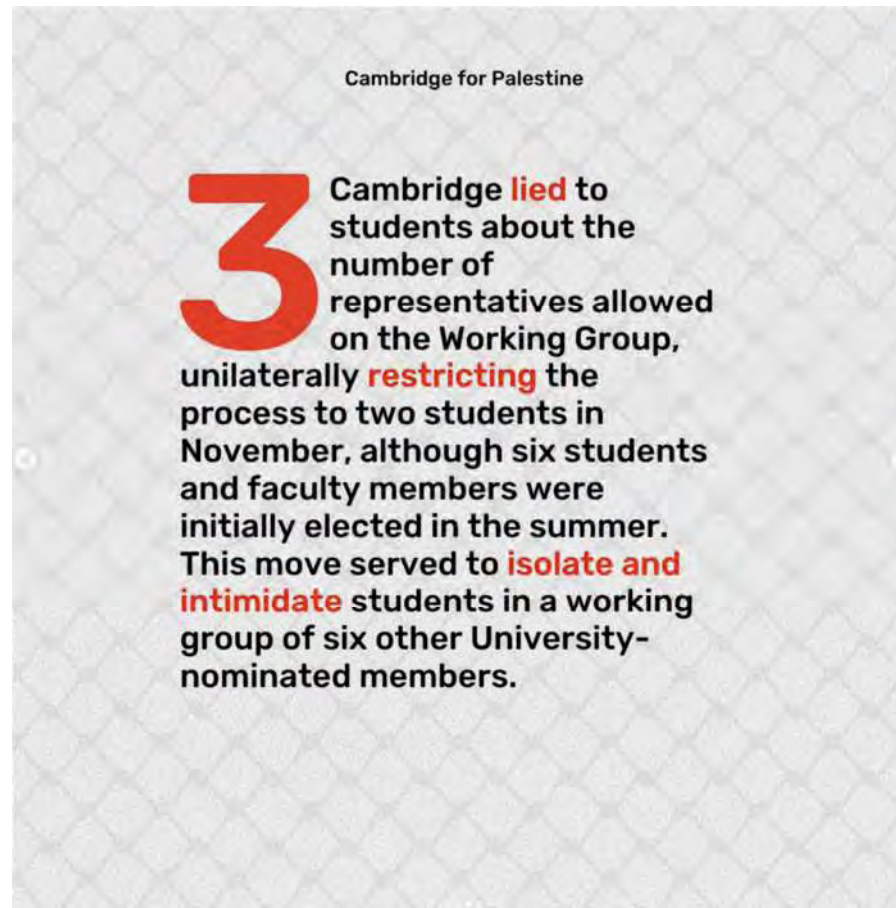 Cambridge for Palestine
3
Cambridge lied to
students about the
number of
representatives allowed
on the Working Group,
unilaterally restricting the
process to two students in
November, although six students
and faculty members were
initially elected in the summer.
This move served to isolate and
intimidate students in a working
group of six other University-
nominated members.